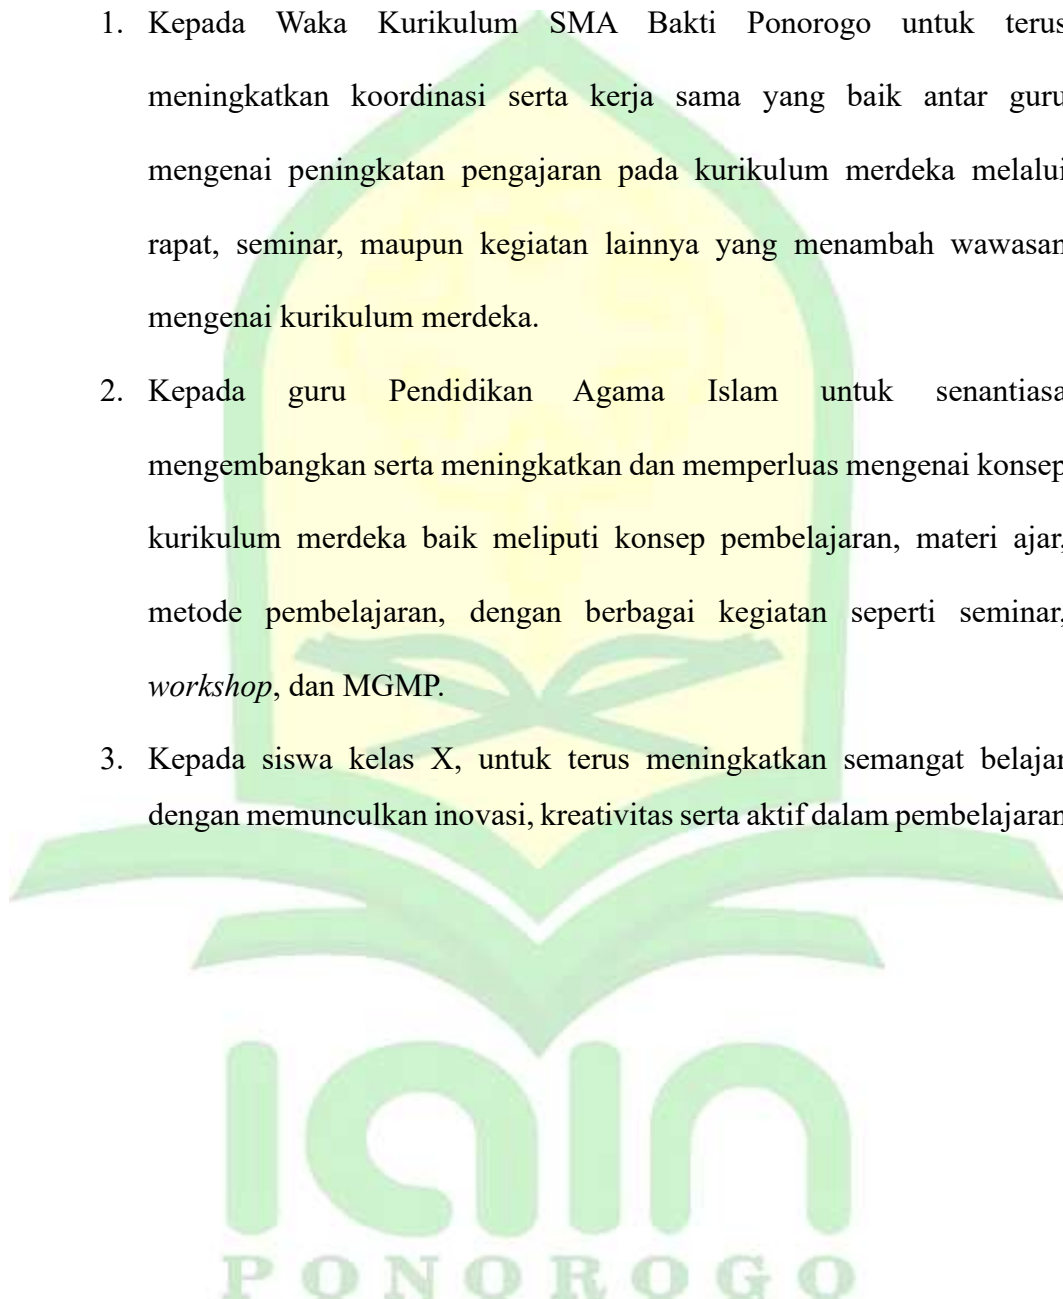 1. Kepada Waka Kurikulum SMA Bakti Ponorogo untuk terus
meningkatkan koordinasi serta kerja sama yang baik antar guru
mengenai peningkatan pengajaran pada kurikulum merdeka melalui
rapat, seminar, maupun kegiatan lainnya yang menambah wawasan
mengenai kurikulum merdeka.
2. Kepada guru Pendidikan Agama Islam untuk senantiasa
mengembangkan serta meningkatkan dan memperluas mengenai konsep
kurikulum merdeka baik meliputi konsep pembelajaran, materi ajar,
metode pembelajaran, dengan berbagai kegiatan seperti seminar,
workshop, dan MGMP.
3. Kepada siswa kelas X, untuk terus meningkatkan semangat belajar
dengan memunculkan inovasi, kreativitas serta aktif dalam pembelajaran
iain
PONOROGO